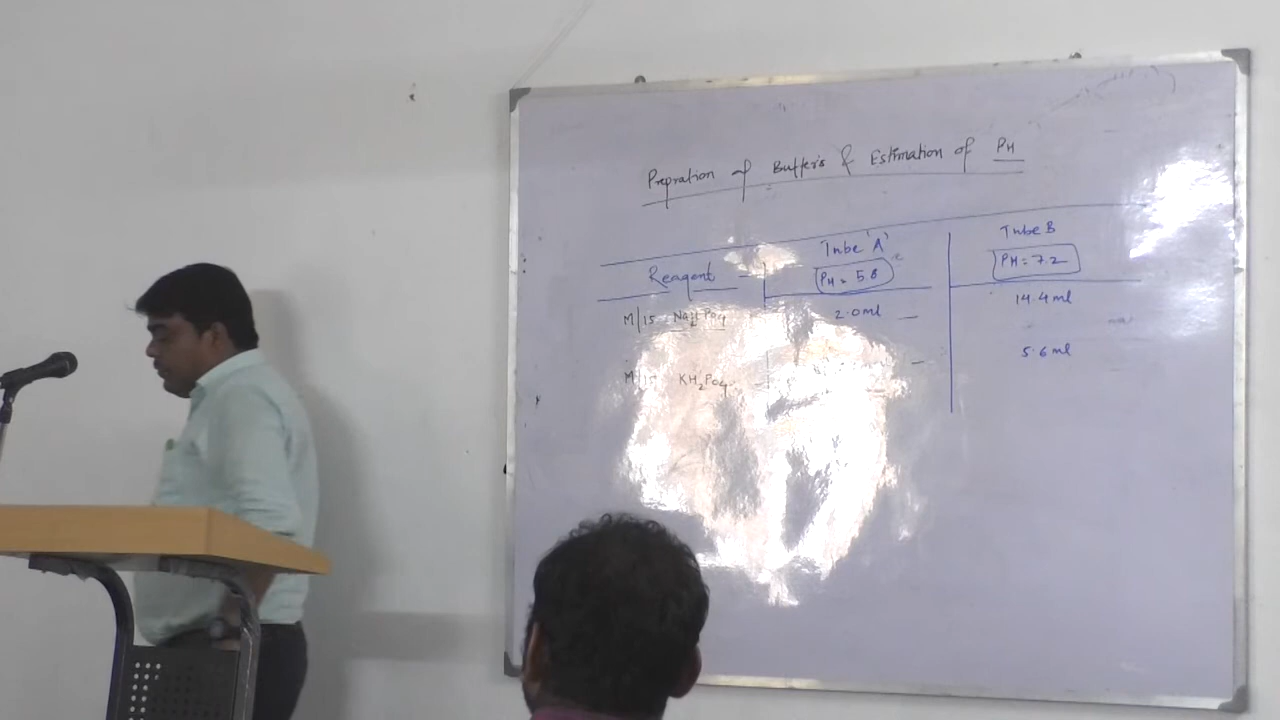 Prepration of Buffers & Estimation of PH
Reagent Tube 'A' Tube B
PH = 5.8 PH = 7.2
M/15 Na2HPO4 2.0ml 14.4ml
M/15 KH2PO4 5.6ml